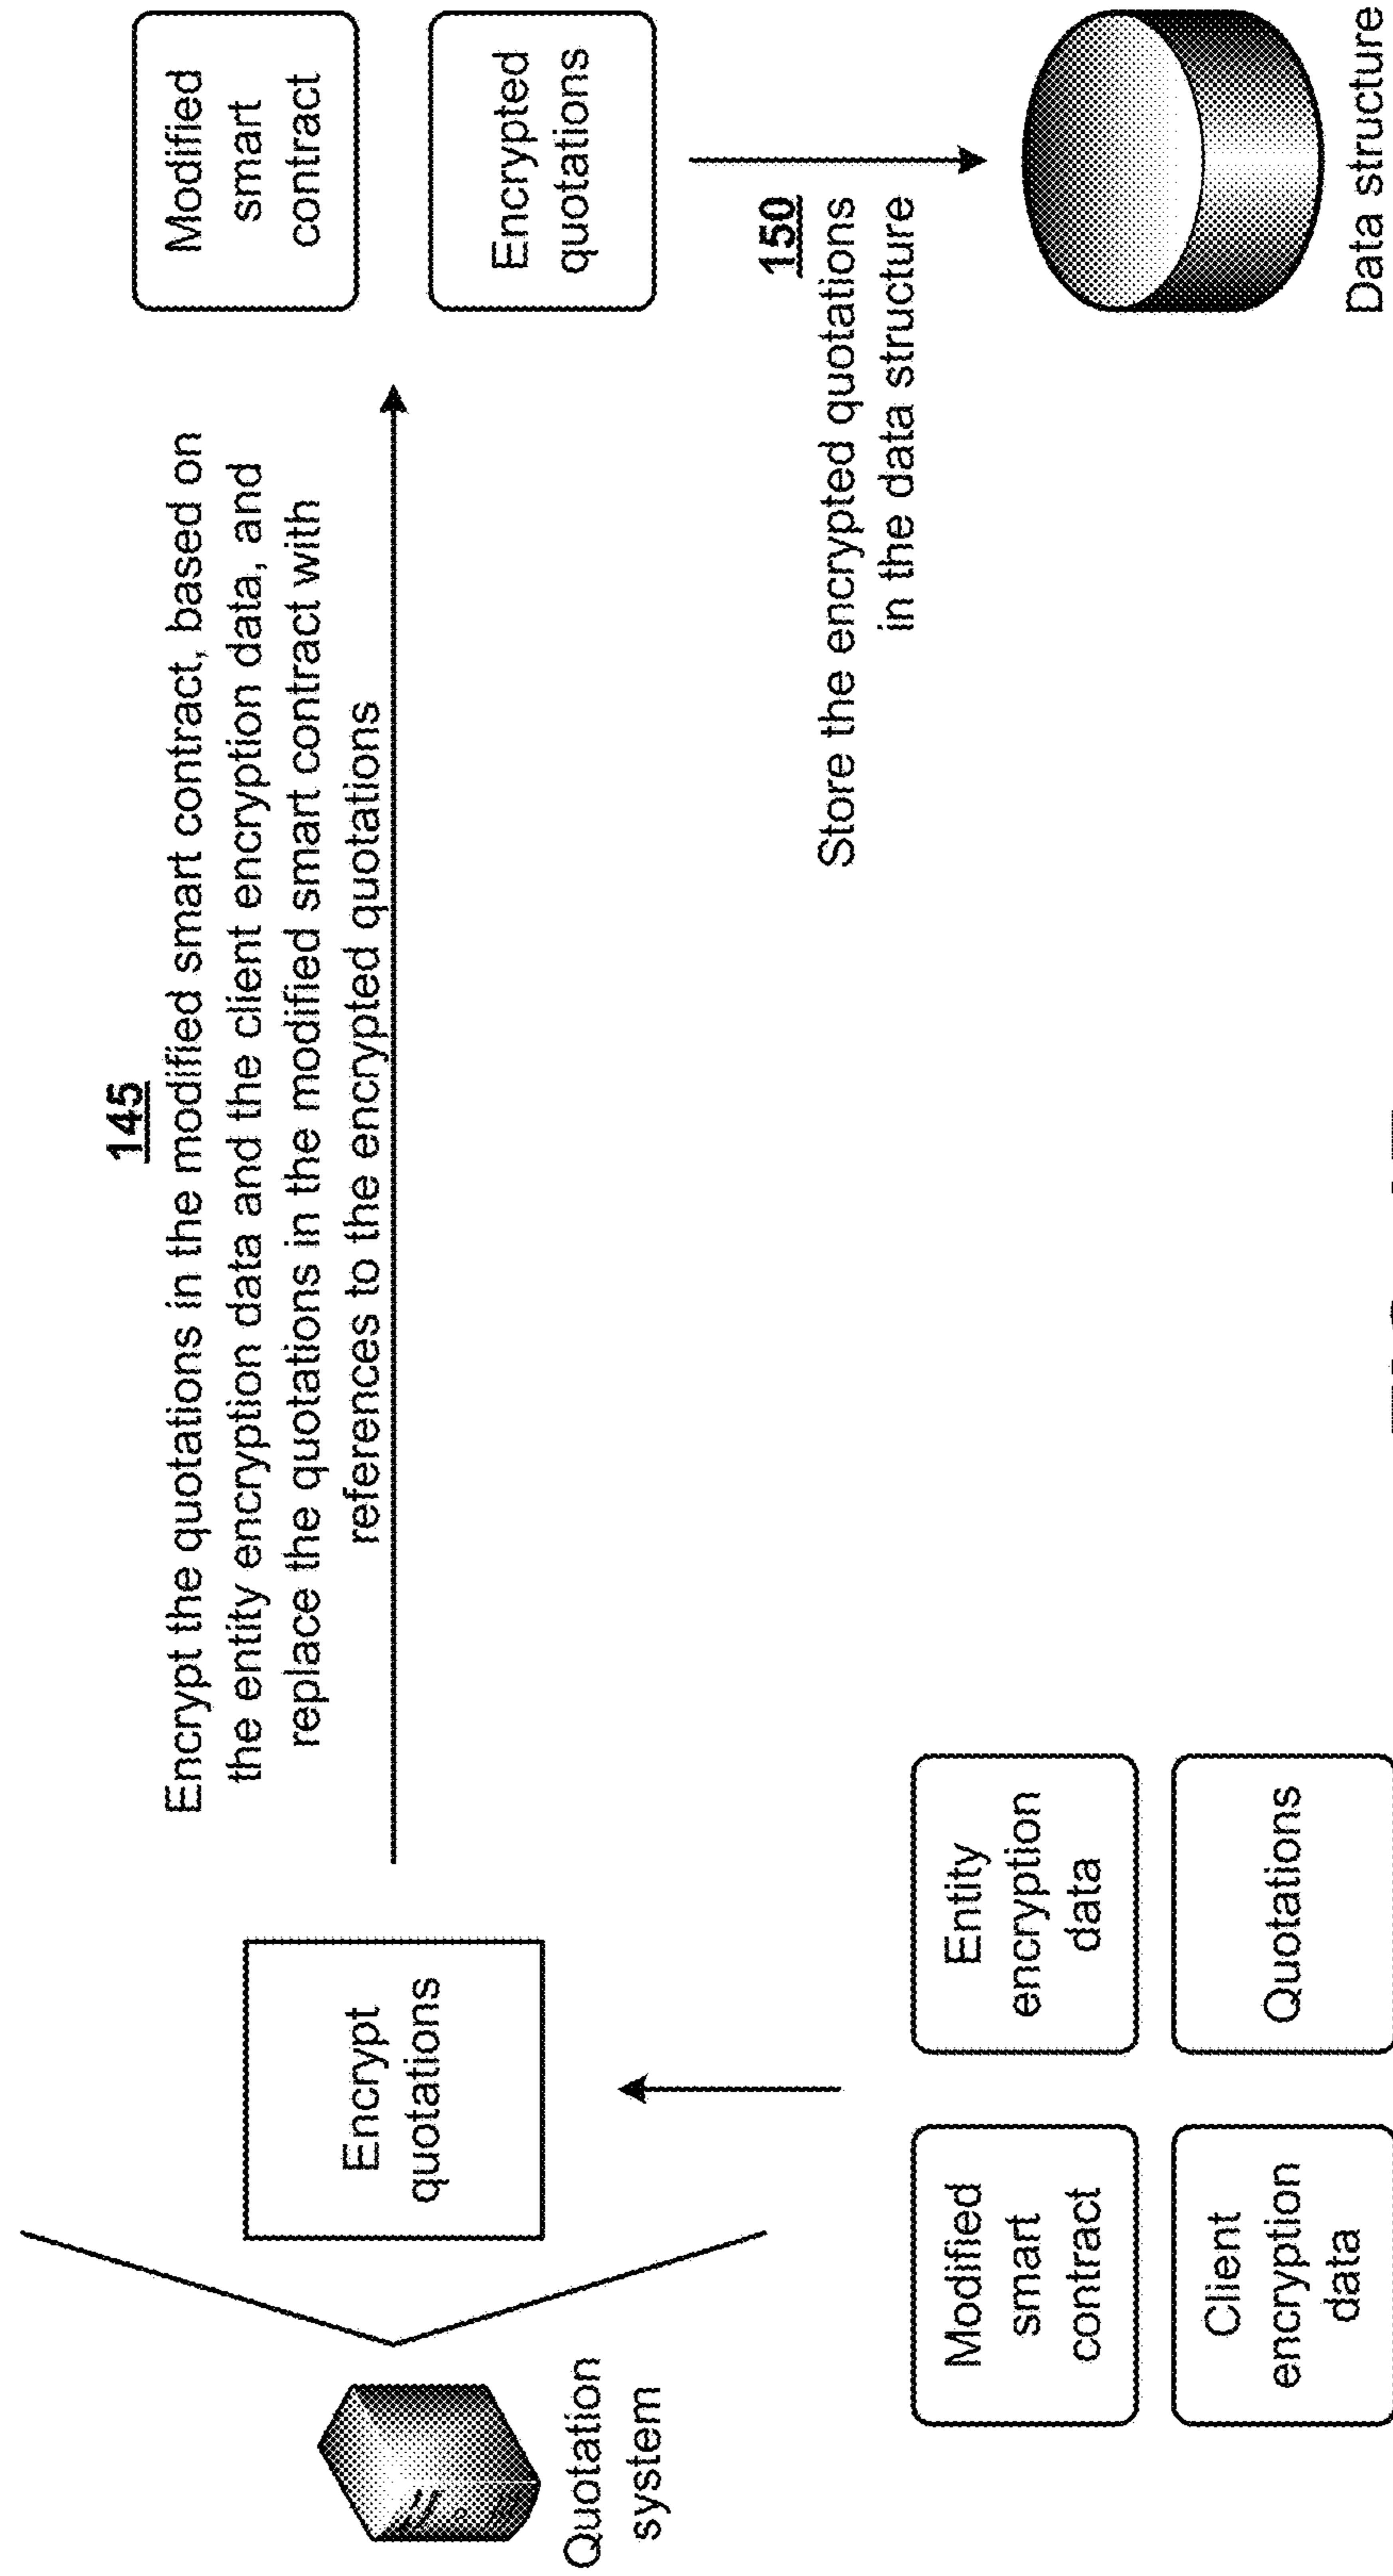 145
Encrypt the quotations in the modified smart contract, based on
the entity encryption data and the client encryption data, and
replace the quotations in the modified smart contract with
references to the encrypted quotations
Modified
smart
contract
Encrypted
quotations
Encrypt
quotations
Quotation
system
150
Store the encrypted quotations
in the data structure
Modified
smart
contract
Entity
encryption
data
Client
encryption
data
Quotations
Data structure